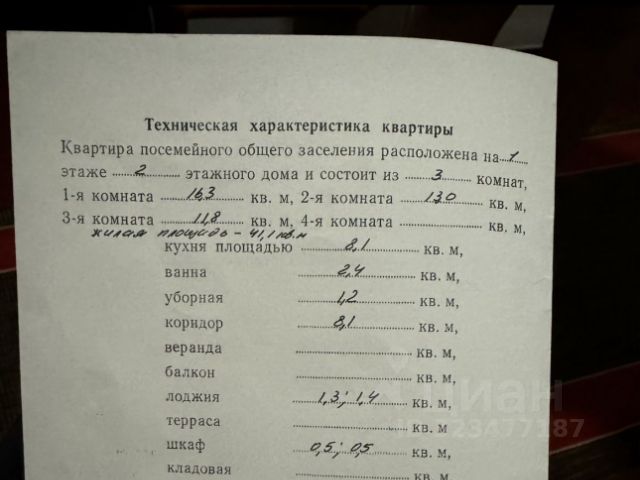 Техническая характеристика квартиры
Квартира посемейного общего заселения расположена на 1
этаже 2 этажного дома и состоит из 3 комнат,
1-я комната 16,3 кв. м, 2-я комната 13,0 кв. м,
3-я комната 11,8 кв. м, 4-я комната кв. м,
жилая площадь - 41,1 кв.м
кухня площадью 8,1 кв. м,
ванна 2,4 кв. м,
уборная 1,2 кв. м,
коридор 8,1 кв. м,
веранда кв. м,
балкон кв. м,
лоджия 1,3; 1,4 кв. м,
терраса кв. м
шкаф 0,5; 0,5 кв. м,
кладовая кв. м
циан
23477187